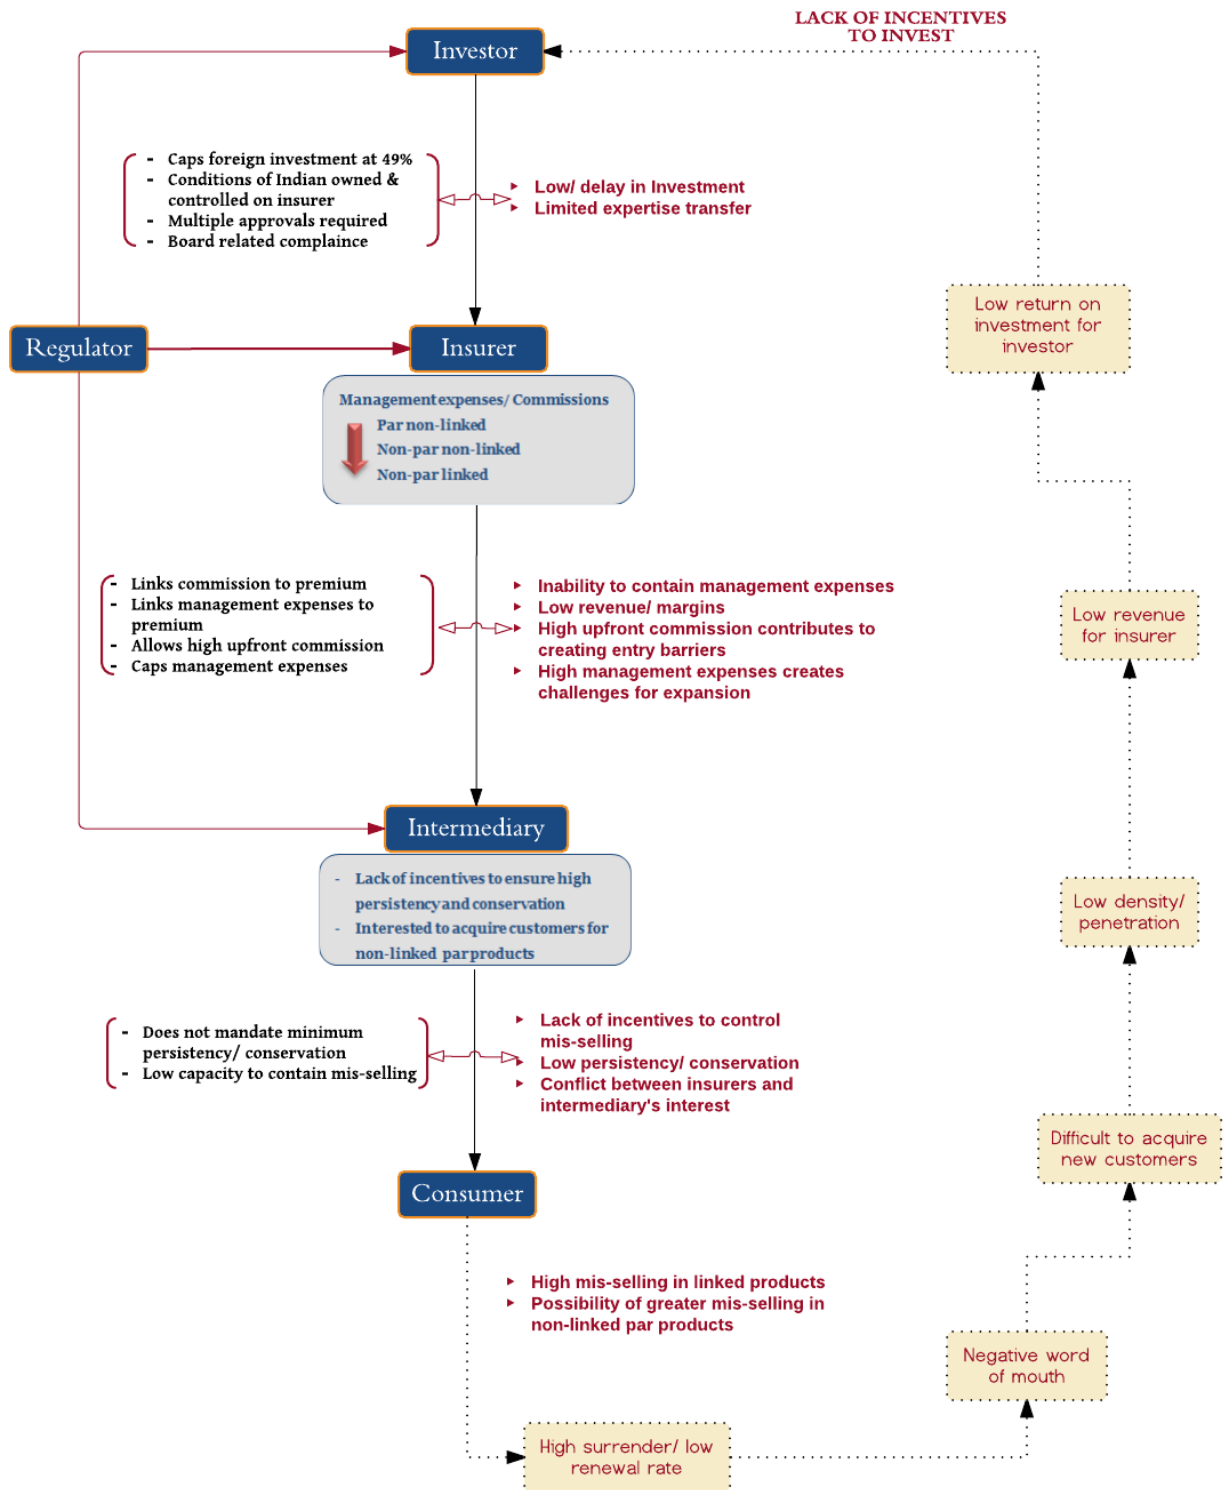 LACK OF INCENTIVES
TO INVEST
Investor
- Caps foreign investment at 49%
- Conditions of Indian owned &
controlled on insurer
- Multiple approvals required
- Board related complaince
Low/ delay in Investment
Limited expertise transfer
Low return on
investment for
investor
Regulator
Insurer
Management expenses/ Commissions
Par non-linked
Non-par non-linked
Non-par linked
- Links commission to premium
- Links management expenses to
premium
- Allows high upfront commission
- Caps management expenses
Inability to contain management expenses
Low revenue/ margins
High upfront commission contributes to
creating entry barriers
High management expenses creates
challenges for expansion
Low revenue
for insurer
Intermediary
- Lack of incentives to ensure high
persistency and conservation
- Interested to acquire customers for
non-linked par products
Low density/
penetration
- Does not mandate minimum
persistency/ conservation
- Low capacity to contain mis-selling
Lack of incentives to control
mis-selling
Low persistency/ conservation
Conflict between insurers and
intermediary's interest
Difficult to acquire
new customers
Consumer
High mis-selling in linked products
Possibility of greater mis-selling in
non-linked par products
Negative word
of mouth
High surrender/ low
renewal rate